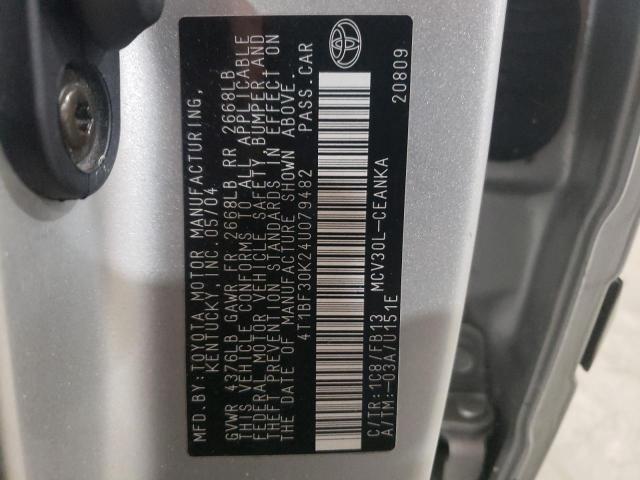 MFD.BY:TOYOTA MOTOR MANUFACTURING,
KENTUCKY, INC. 05/04
GVWR 4376LB GAWR FR 2668LB RR 2668LB
THIS VEHICLE CONFORMS TO ALL APPLICABLE
FEDERAL MOTOR VEHICLE SAFETY, BUMPER, AND
THEFT PREVENTION STANDARDS IN EFFECT ON
THE DATE OF MANUFACTURE SHOWN ABOVE.
4T1BF30K24U079482 PASS.CAR
C/TR:1C8/FB13 MCV30L-CEANKA
A/TM:-03A/U151E 20809